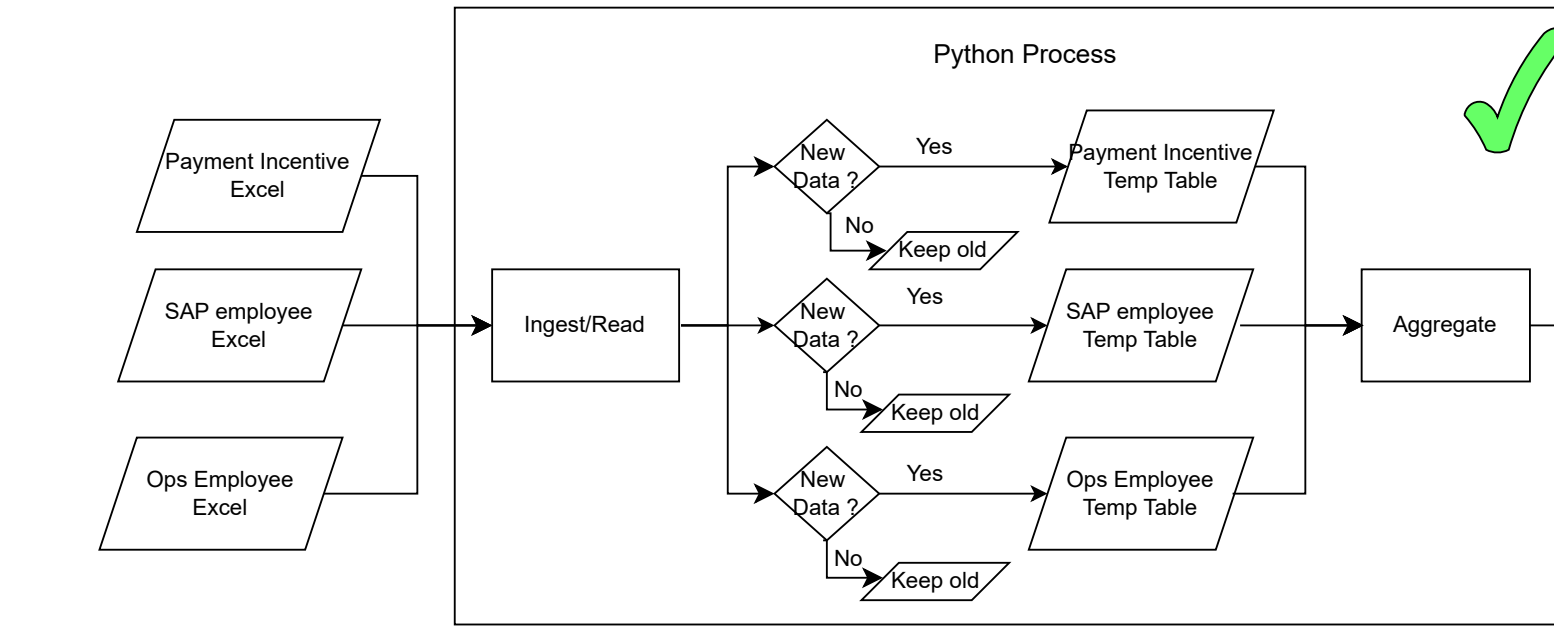 Python Process
Payment Incentive
Excel
SAP employee
Excel
Ops Employee
Excel
Ingest/Read
New
Data ?
Yes
No
Keep old
Payment Incentive
Temp Table
New
Data ?
Yes
No
Keep old
SAP employee
Temp Table
New
Data ?
Yes
No
Keep old
Ops Employee
Temp Table
Aggregate